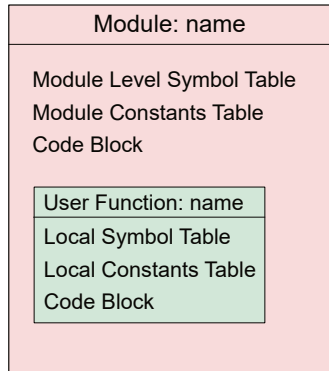 Module: name
Module Level Symbol Table
Module Constants Table
Code Block
User Function: name
Local Symbol Table
Local Constants Table
Code Block